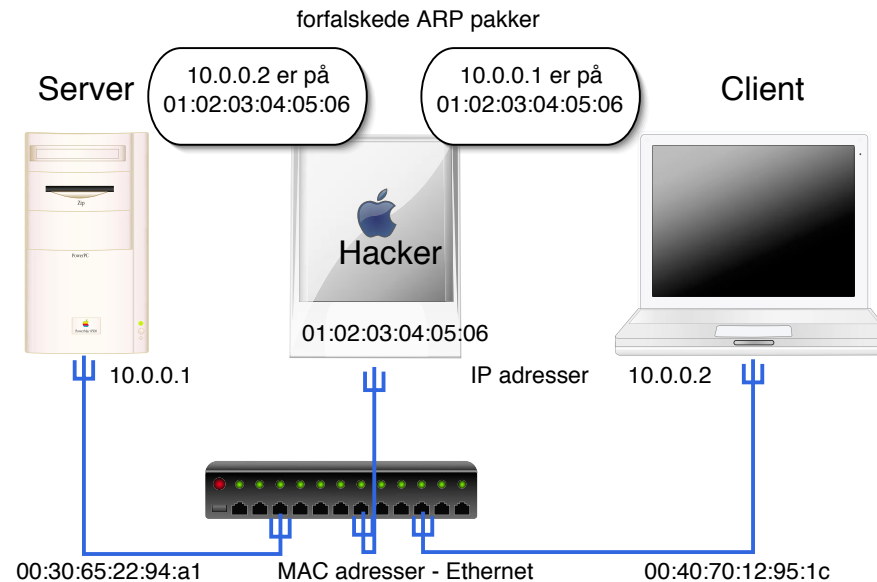 forfalskede ARP pakker
Server
10.0.0.2 er på
01:02:03:04:05:06
10.0.0.1 er på
01:02:03:04:05:06
Client
Zip
PowerPC
Hacker
01:02:03:04:05:06
10.0.0.1
IP adresser
10.0.0.2
00:30:65:22:94:a1
MAC adresser - Ethernet
00:40:70:12:95:1c